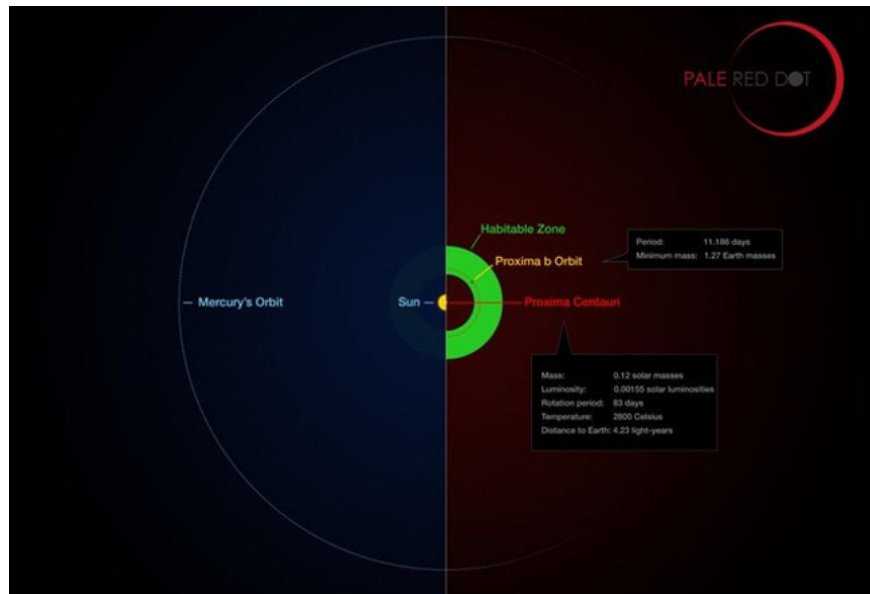 PALE RED DOT
Habitable Zone
Proxima b Orbit
Period: 11.186 days
Minimum mass: 1.27 Earth masses
Mercury's Orbit
Sun
Proxima Centauri
Mass: 0.12 solar masses
Luminosity: 0.00155 solar luminosities
Rotation period: 83 days
Temperature: 2800 Celsius
Distance to Earth: 4.23 light-years